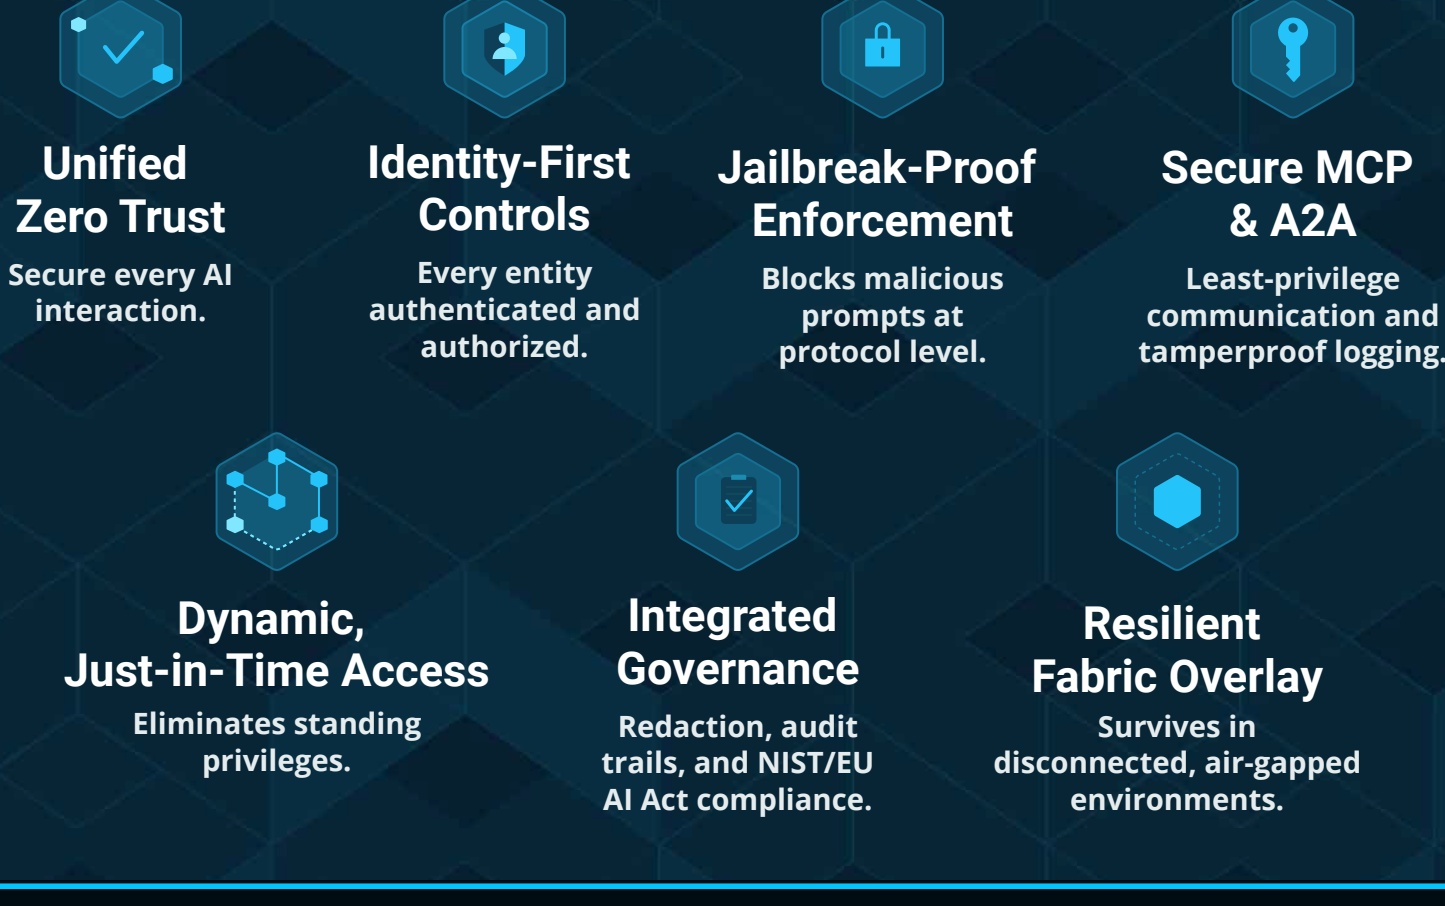 Unified
Zero Trust
Secure every AI
interaction.
Identity-First
Controls
Every entity
authenticated and
authorized.
Jailbreak-Proof
Enforcement
Blocks malicious
prompts at
protocol level.
Secure MCP
& A2A
Least-privilege
communication and
tamperproof logging.
Dynamic,
Just-in-Time Access
Eliminates standing
privileges.
Integrated
Governance
Redaction, audit
trails, and NIST/EU
AI Act compliance.
Resilient
Fabric Overlay
Survives in
disconnected, air-gapped
environments.